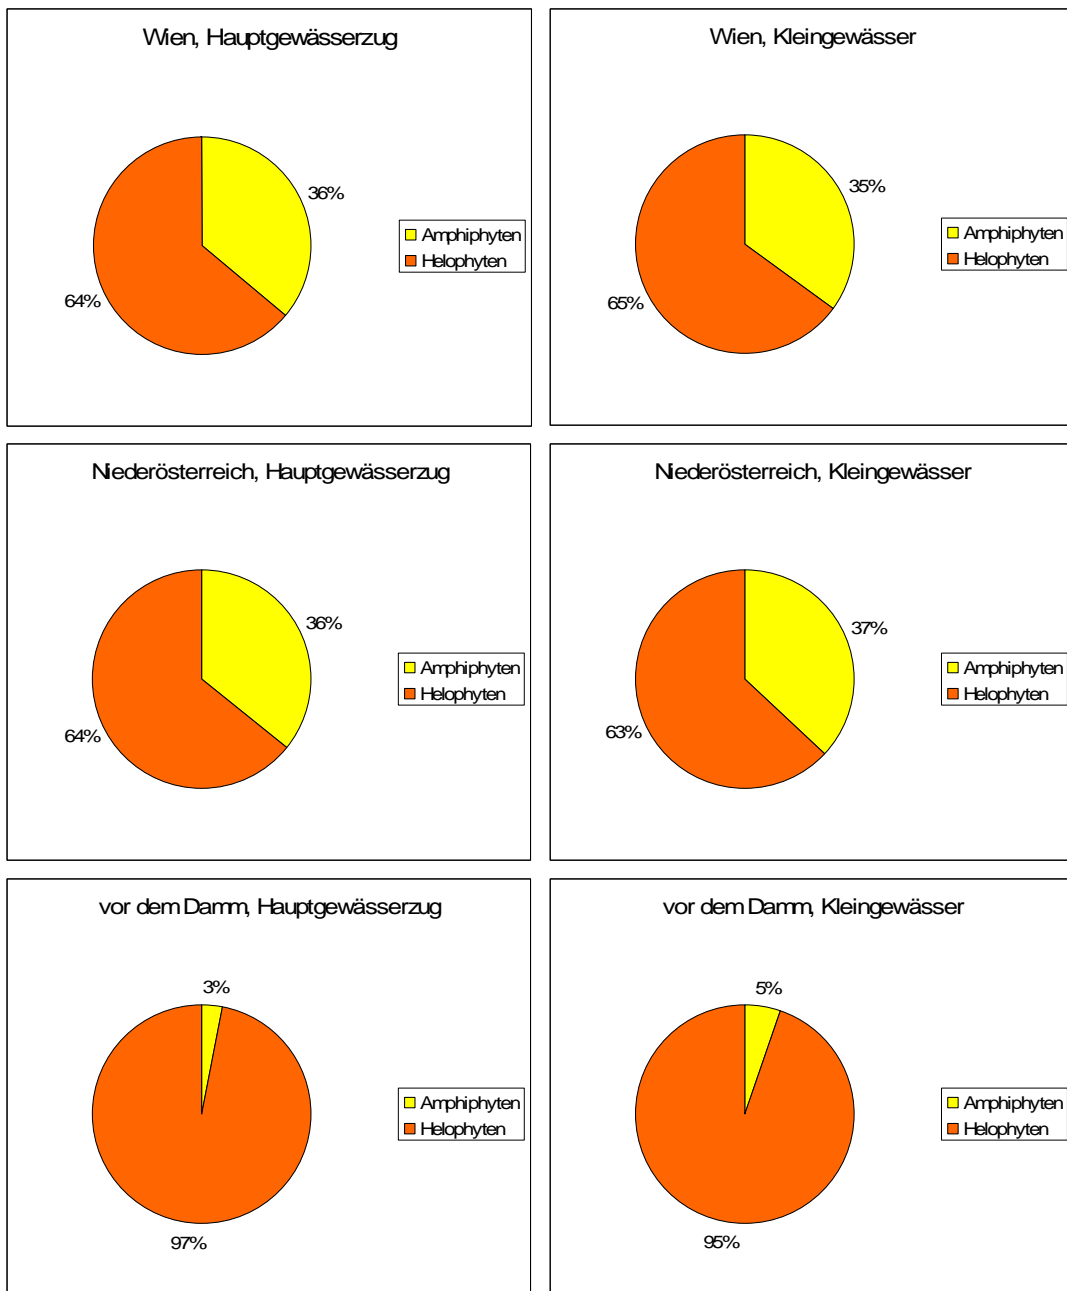 Wien, Hauptgewässerzug
36%
64%
Amphiphyten
Helophyten
Wien, Kleingewässer
35%
65%
Amphiphyten
Helophyten
Niederösterreich, Hauptgewässerzug
36%
64%
Amphiphyten
Helophyten
Niederösterreich, Kleingewässer
37%
63%
Amphiphyten
Helophyten
vor dem Damm, Hauptgewässerzug
3%
97%
Amphiphyten
Helophyten
vor dem Damm, Kleingewässer
5%
95%
Amphiphyten
Helophyten